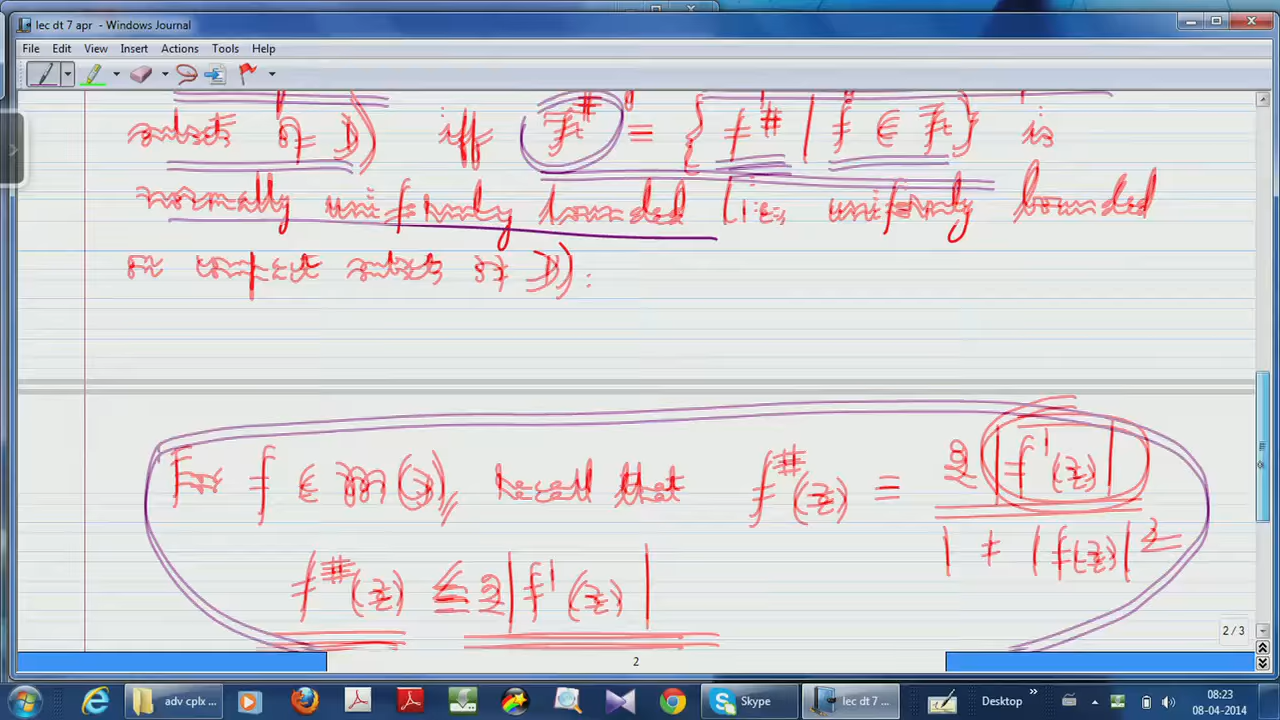 lec dt 7 apr - Windows Journal
File Edit View Insert Actions Tools Help
subsets of D) iff F# = {f# | f ∈ F} is
normally uniformly bounded (i.e., uniformly bounded
on compact subsets of D).
For f ∈ M(D), recall that f#(z) = 2|f'(z)| / 1 + |f(z)|²
f#(z) ≤ 2|f'(z)|
2/3
2
adv cplx ...
Skype
lec dt 7 ...
Desktop
08:23
08-04-2014